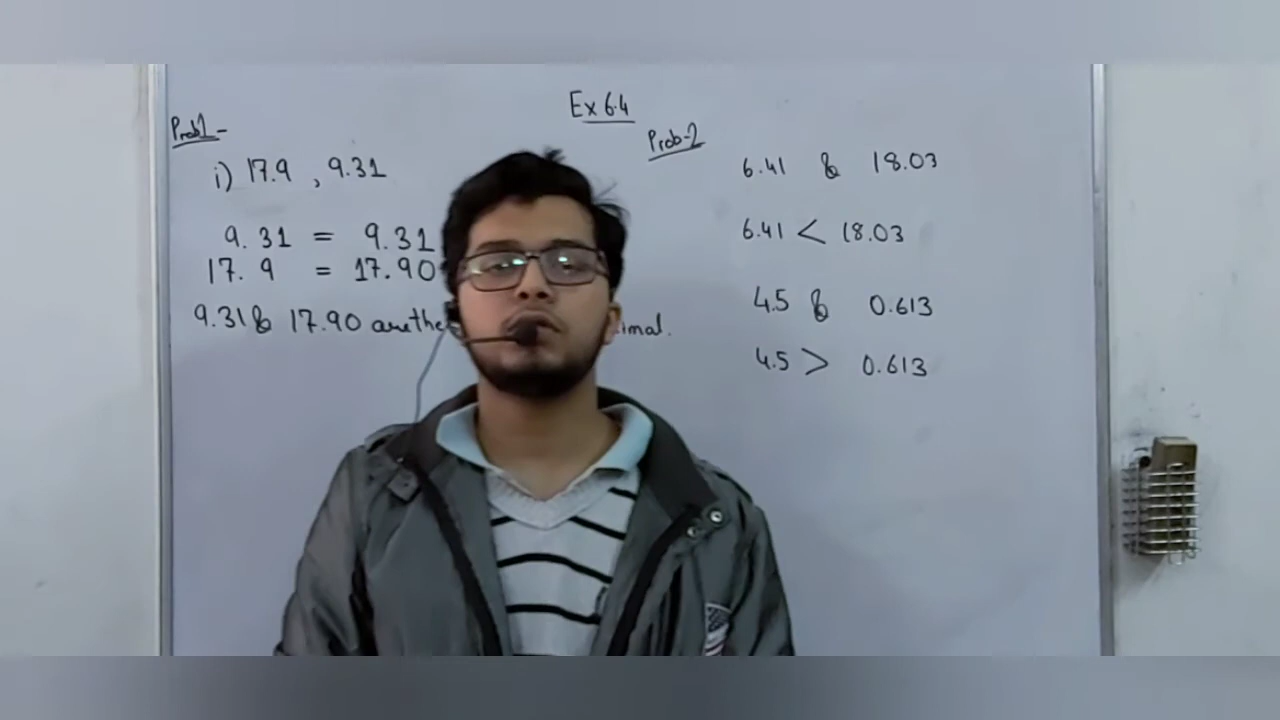 Ex 6.4
Prob1-
i) 17.9 , 9.31
9.31 = 9.31
17.9 = 17.90
9.31 & 17.90 are the imal.
Prob-2
6.41 & 18.03
6.41 < 18.03
4.5 & 0.613
4.5 > 0.613